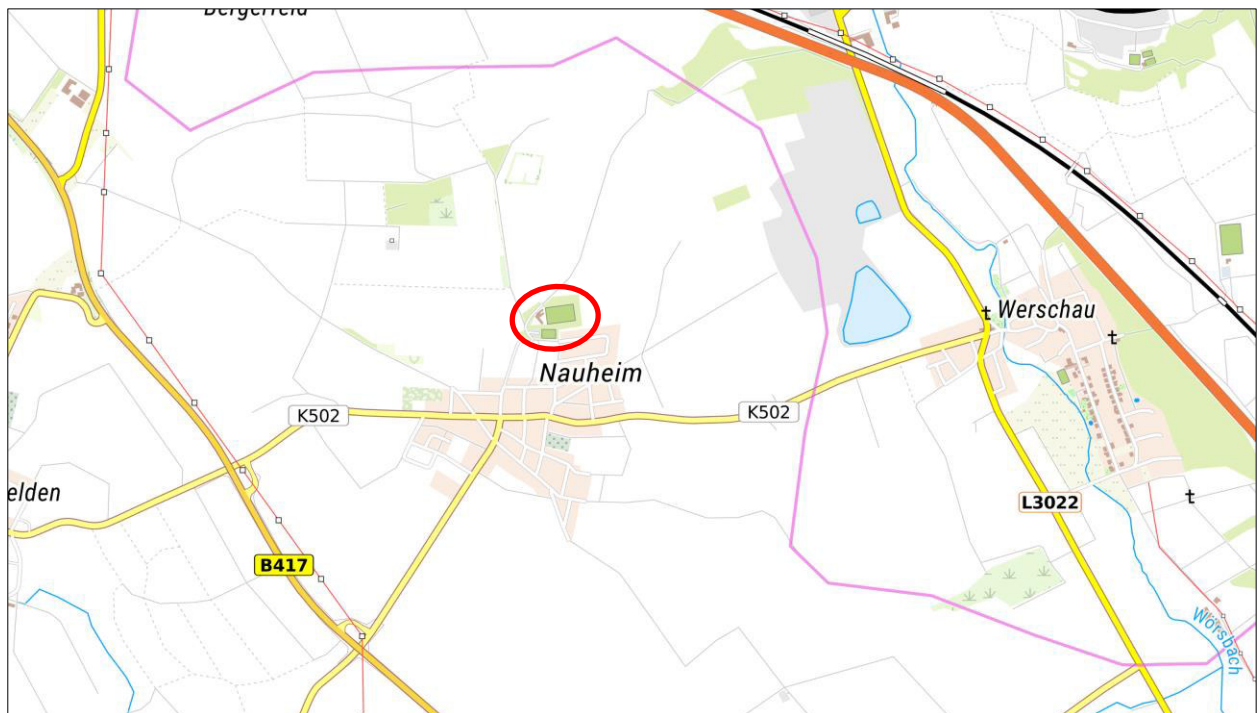 Bergerfeld
Werschau
Nauheim
K502
K502
elden
L3022
B417
Wörsbach